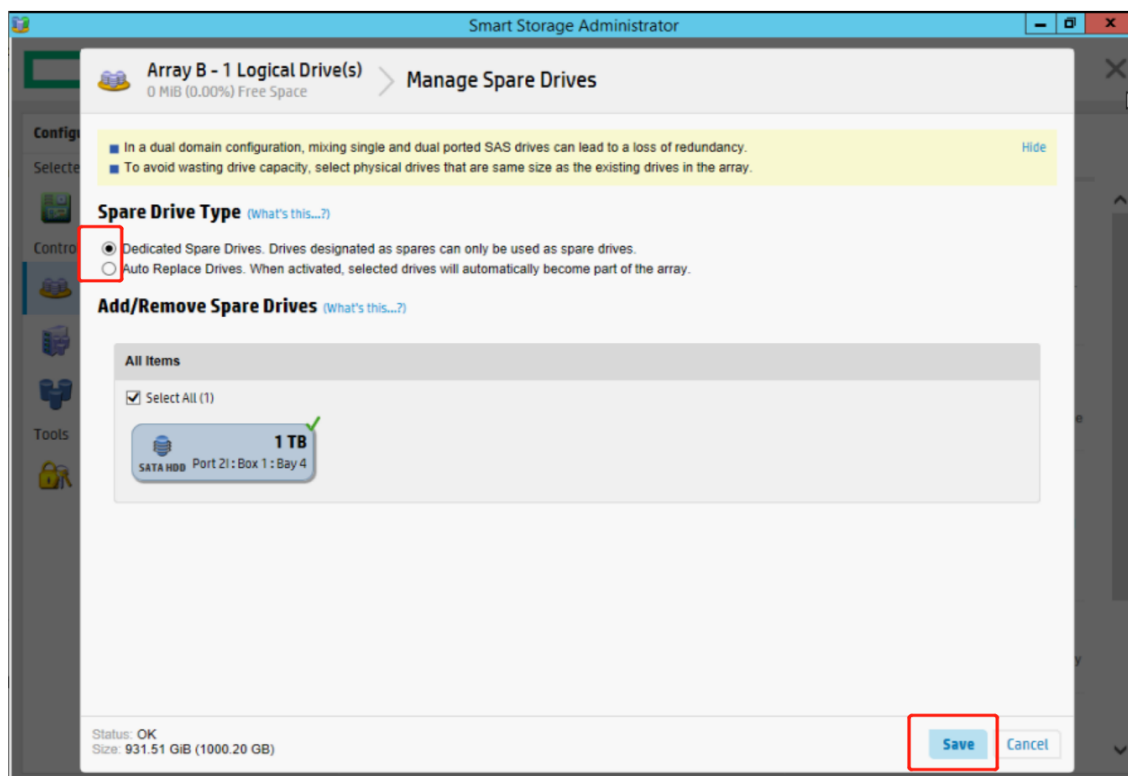 Smart Storage Administrator
Array B - 1 Logical Drive(s)
0 MiB (0.00%) Free Space
Manage Spare Drives
In a dual domain configuration, mixing single and dual ported SAS drives can lead to a loss of redundancy.
Hide
To avoid wasting drive capacity, select physical drives that are same size as the existing drives in the array.
Spare Drive Type (What's this...?)
Dedicated Spare Drives. Drives designated as spares can only be used as spare drives.
Auto Replace Drives. When activated, selected drives will automatically become part of the array.
Add/Remove Spare Drives (What's this...?)
All Items
Select All (1)
1 TB
SATA HDD Port 2I : Box 1 : Bay 4
Tools
Status: OK
Size: 931.51 GiB (1000.20 GB)
Save
Cancel